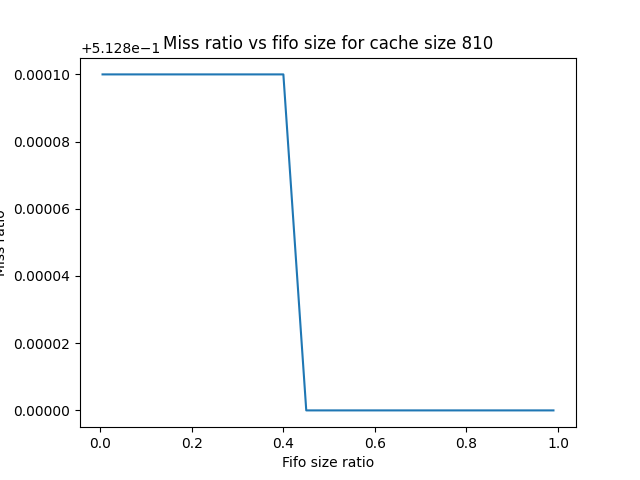 Miss ratio vs fifo size for cache size 810
+5.128e−1
0.00010
0.00008
0.00006
0.00004
0.00002
0.00000
Miss ratio
0.0 0.2 0.4 0.6 0.8 1.0
Fifo size ratio